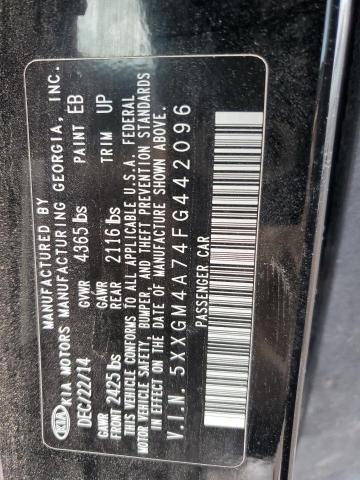 MANUFACTURED BY
KIA KIA MOTORS MANUFACTURING GEORGIA, INC.
DEC/22/14 GVWR 4365 lbs PAINT EB
GAWR FRONT 2425 lbs GAWR REAR 2116 lbs TRIM UP
THIS VEHICLE CONFORMS TO ALL APPLICABLE U.S.A. FEDERAL
MOTOR VEHICLE SAFETY, BUMPER, AND THEFT PREVENTION STANDARDS
IN EFFECT ON THE DATE OF MANUFACTURE SHOWN ABOVE.
V.I.N. 5XXGM4A74FG442096
PASSENGER CAR